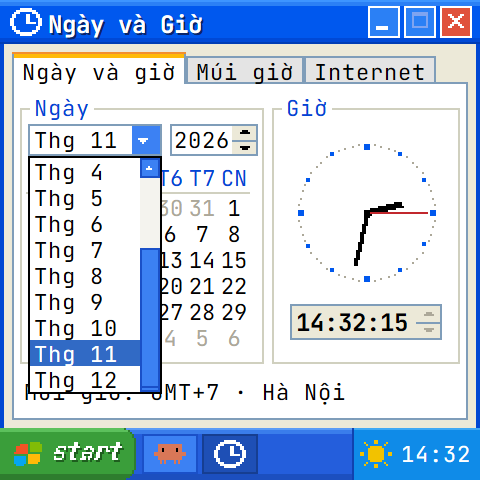 Ngày và Giờ
Ngày và giờ
Múi giờ
Internet
Ngày
Giờ
Thg 11
2026
T6 T7 CN
30 31 1
6 7 8
13 14 15
20 21 22
27 28 29
4 5 6
Thg 4
Thg 5
Thg 6
Thg 7
Thg 8
Thg 9
Thg 10
Thg 11
Thg 12
14:32:15
Múi giờ: GMT+7 · Hà Nội
start
14:32